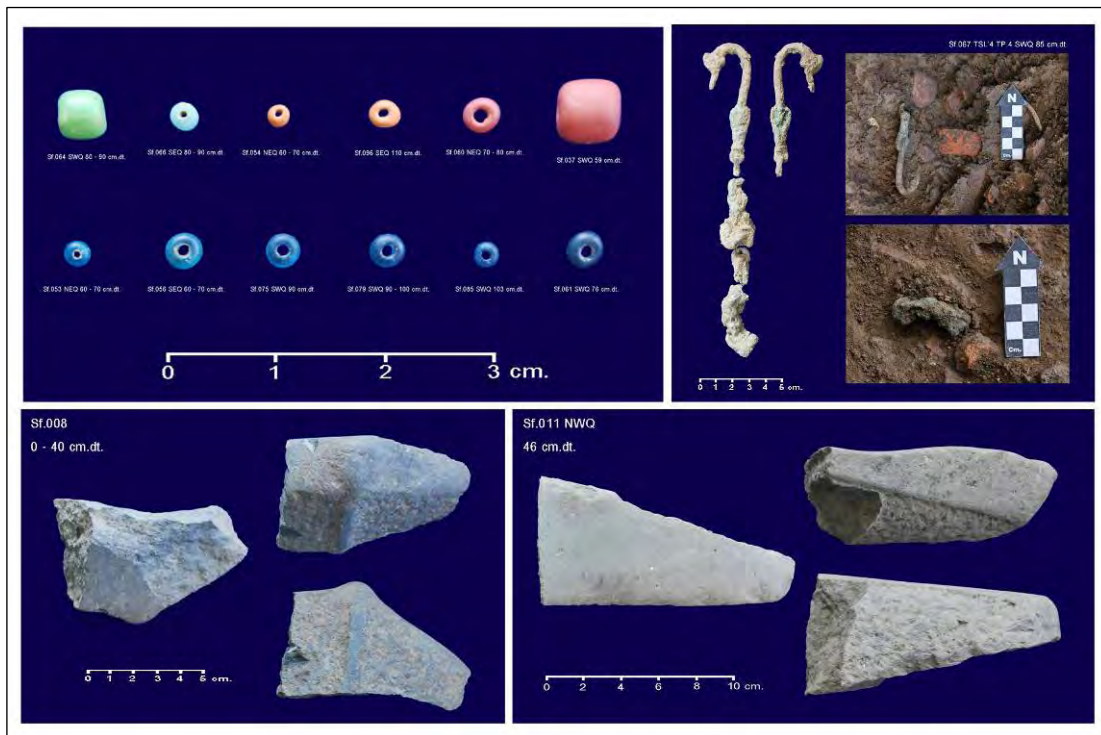 Sf.064 SWQ 80 - 90 cm.dt.
Sf.066 SEQ 80 - 90 cm.dt.
Sf.054 NEQ 60 - 70 cm.dt.
Sf.096 SEQ 110 cm.dt.
Sf.060 NEQ 70 - 80 cm.dt.
Sf.037 SWQ 59 cm.dt.
Sf.053 NEQ 60 - 70 cm.dt.
Sf.056 SEQ 60 - 70 cm.dt.
Sf.075 SWQ 90 cm.dt
Sf.079 SWQ 90 - 100 cm.dt.
Sf.085 SWQ 103 cm.dt.
Sf.061 SWQ 76 cm.dt.
0 1 2 3 cm.
Sf.067 TSL'4 TP.4 SWQ 85 cm.dt
N
cm.
N
Cm.
0 1 2 3 4 5 cm.
Sf.008
0 - 40 cm.dt.
0 1 2 3 4 5 cm.
Sf.011 NWQ
46 cm.dt.
0 2 4 6 8 10 cm.